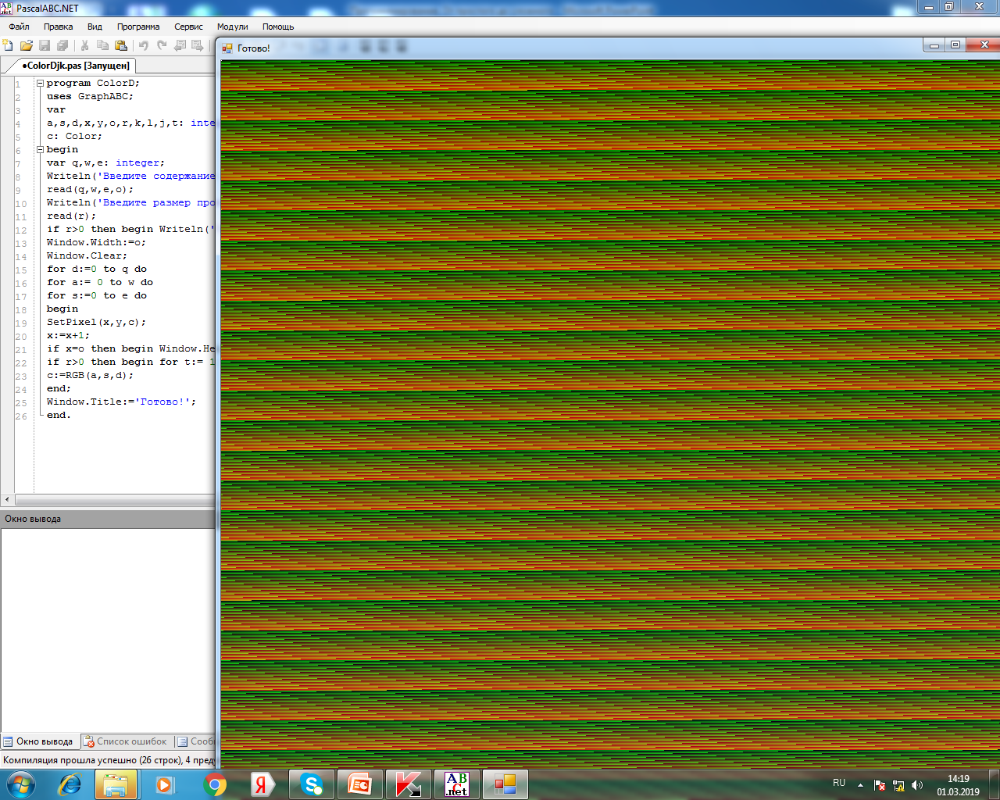 PascalABC.NET
Файл Правка Вид Программа Сервис Модули Помощь
Готово!
•ColorDjk.pas [Запущен]
1 program ColorD;
2 uses GraphABC;
3 var
4 a,s,d,x,y,o,r,k,l,j,t: inte
5 c: Color;
6 begin
7 var q,w,e: integer;
8 Writeln('Введите содержание
9 read(q,w,e,o);
10 Writeln('Введите размер про
11 read(r);
12 if r>0 then begin Writeln('
13 Window.Width:=o;
14 Window.Clear;
15 for d:=0 to q do
16 for a:= 0 to w do
17 for s:=0 to e do
18 begin
19 SetPixel(x,y,c);
20 x:=x+1;
21 if x=o then begin Window.He
22 if r>0 then begin for t:= 1
23 c:=RGB(a,s,d);
24 end;
25 Window.Title:='Готово!';
26 end.
Окно вывода
Окно вывода Список ошибок Сооб
Компиляция прошла успешно (26 строк), 4 пред
RU
14:19
01.03.2019